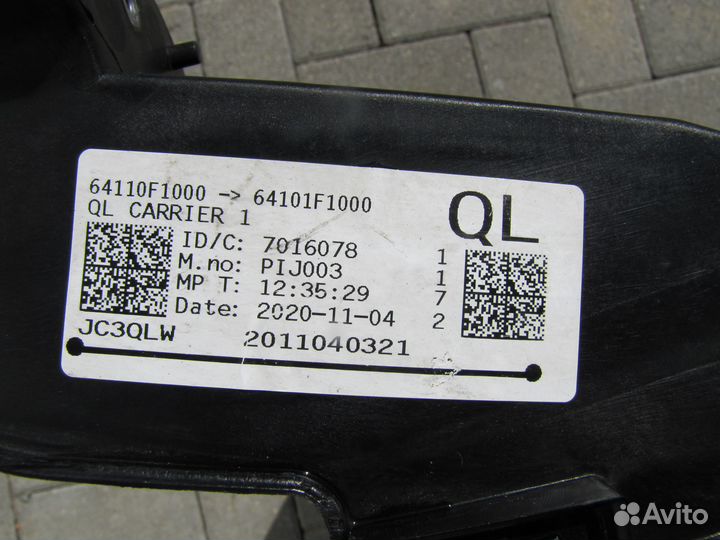 64110F1000 -> 64101F1000
QL CARRIER 1
QL
ID/C: 7016078
M.no: PIJ003
MP T: 12:35:29
Date: 2020-11-04
1
1
7
2
JC3QLW
2011040321
Avito